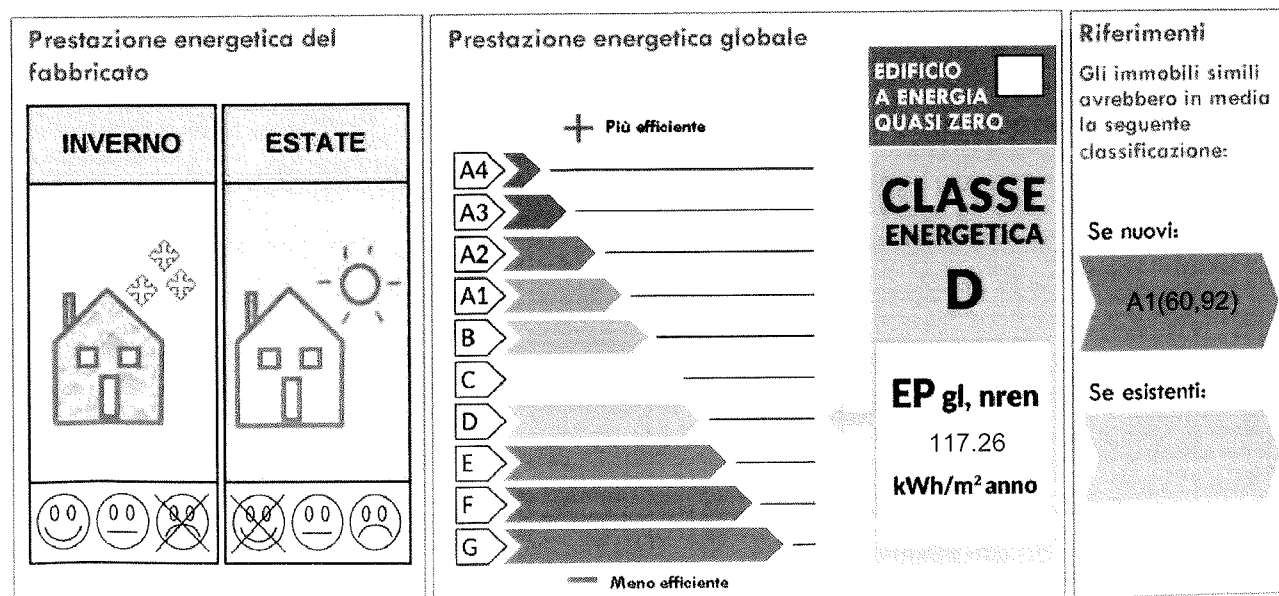 Prestazione energetica del
fabbricato
INVERNO
ESTATE
Prestazione energetica globale
+ Più efficiente
A4
A3
A2
A1
B
C
D
E
F
G
— Meno efficiente
EDIFICIO
A ENERGIA
QUASI ZERO
CLASSE
ENERGETICA
D
EP gl, nren
117.26
kWh/m² anno
Riferimenti
Gli immobili simili
avrebbero in media
la seguente
classificazione:
Se nuovi:
A1(60,92)
Se esistenti: